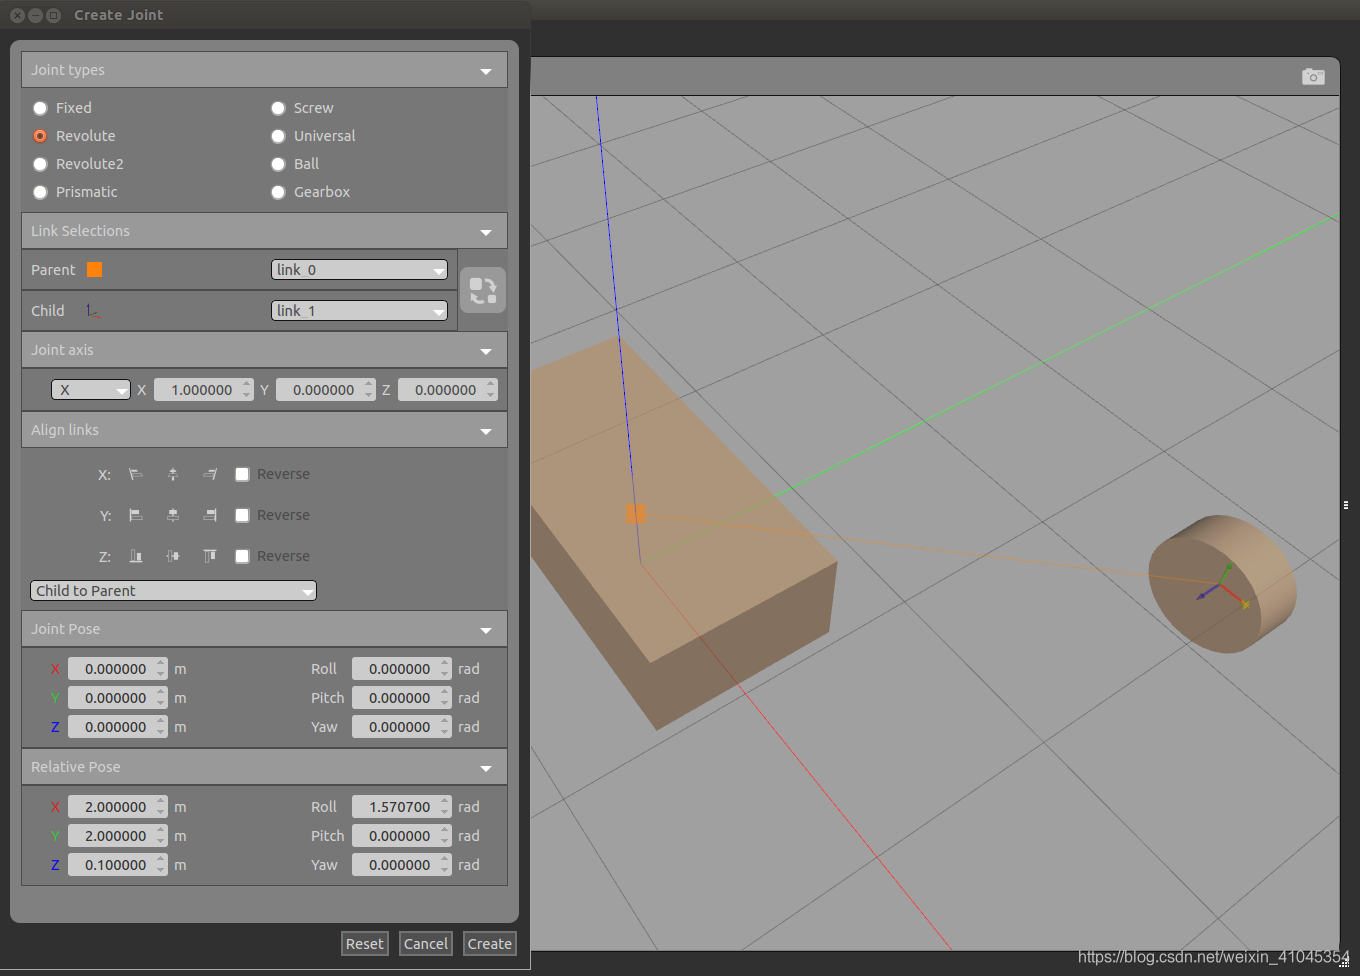 Create Joint
Joint types
Fixed
Screw
Revolute
Universal
Revolute2
Ball
Prismatic
Gearbox
Link Selections
Parent link_0
Child link_1
Joint axis
X X 1.000000 Y 0.000000 Z 0.000000
Align links
X: Reverse
Y: Reverse
Z: Reverse
Child to Parent
Joint Pose
X 0.000000 m Roll 0.000000 rad
Y 0.000000 m Pitch 0.000000 rad
Z 0.000000 m Yaw 0.000000 rad
Relative Pose
X 2.000000 m Roll 1.570700 rad
Y 2.000000 m Pitch 0.000000 rad
Z 0.100000 m Yaw 0.000000 rad
Reset Cancel Create
https://blog.csdn.net/weixin_41045354